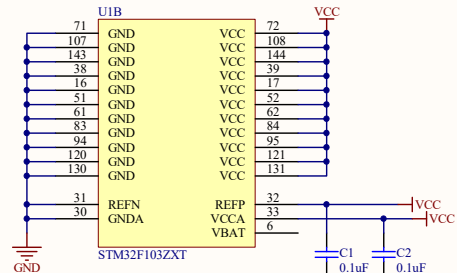 U1B
VCC
71 GND VCC 72
107 GND VCC 108
143 GND VCC 144
38 GND VCC 39
16 GND VCC 17
51 GND VCC 52
61 GND VCC 62
83 GND VCC 84
94 GND VCC 95
120 GND VCC 121
130 GND VCC 131
31 REFN REFP 32 VCC
30 GNDA VCCA 33 VCC
VBAT 6
STM32F103ZXT
C1 C2
0.1uF 0.1uF
GND